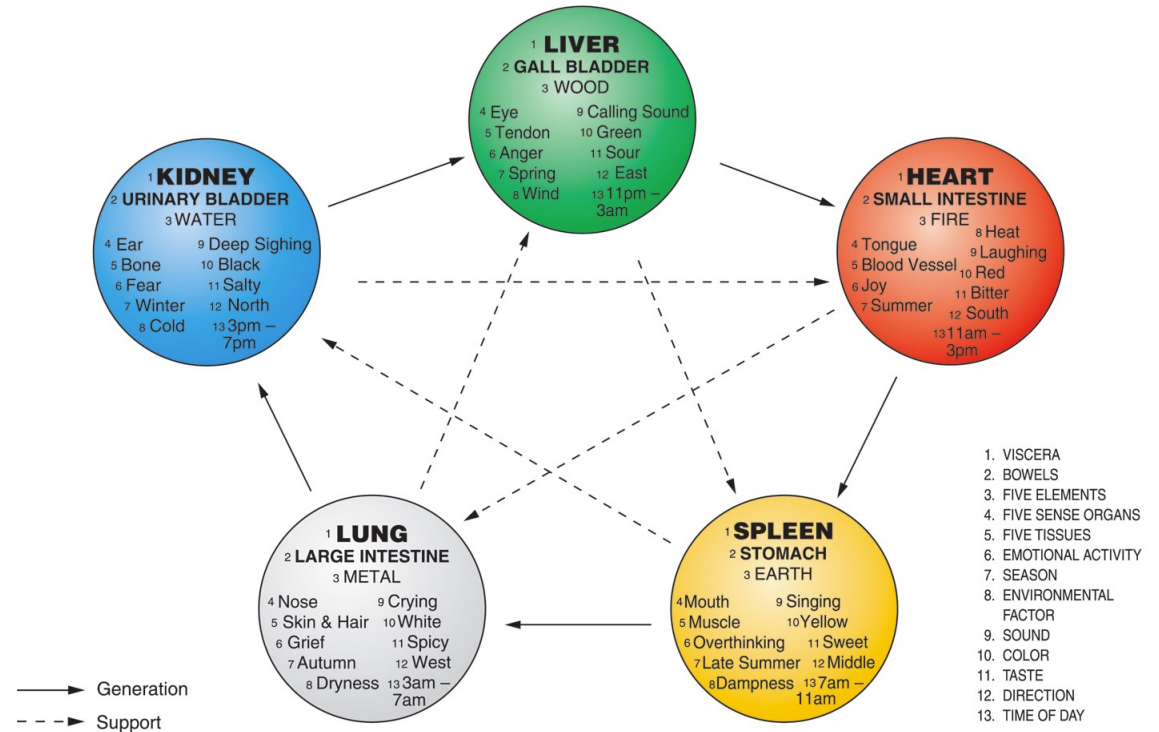 1 LIVER
2 GALL BLADDER
3 WOOD
4 Eye
5 Tendon
6 Anger
7 Spring
8 Wind
9 Calling Sound
10 Green
11 Sour
12 East
13 11pm –
3am
1 KIDNEY
2 URINARY BLADDER
3 WATER
4 Ear
5 Bone
6 Fear
7 Winter
8 Cold
9 Deep Sighing
10 Black
11 Salty
12 North
13 3pm –
7pm
1 HEART
2 SMALL INTESTINE
3 FIRE
4 Tongue
5 Blood Vessel
6 Joy
7 Summer
8 Heat
9 Laughing
10 Red
11 Bitter
12 South
13 11am –
3pm
1 LUNG
2 LARGE INTESTINE
3 METAL
4 Nose
5 Skin & Hair
6 Grief
7 Autumn
8 Dryness
9 Crying
10 White
11 Spicy
12 West
13 3am –
7am
1 SPLEEN
2 STOMACH
3 EARTH
4 Mouth
5 Muscle
6 Overthinking
7 Late Summer
8 Dampness
9 Singing
10 Yellow
11 Sweet
12 Middle
13 7am –
11am
1. VISCERA
2. BOWELS
3. FIVE ELEMENTS
4. FIVE SENSE ORGANS
5. FIVE TISSUES
6. EMOTIONAL ACTIVITY
7. SEASON
8. ENVIRONMENTAL
FACTOR
9. SOUND
10. COLOR
11. TASTE
12. DIRECTION
13. TIME OF DAY
Generation
Support